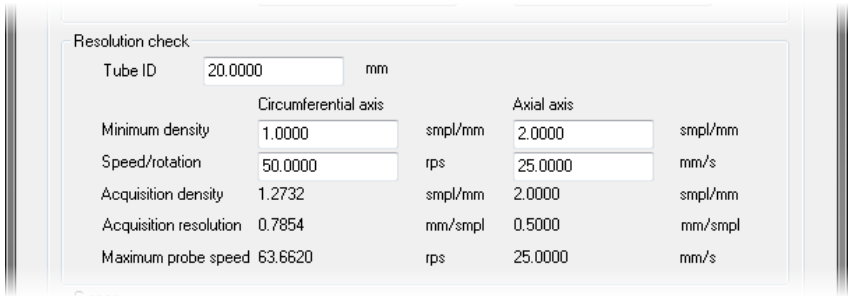 Resolution check
Tube ID 20.0000 mm
Circumferential axis Axial axis
Minimum density 1.0000 smpl/mm 2.0000 smpl/mm
Speed/rotation 50.0000 rps 25.0000 mm/s
Acquisition density 1.2732 smpl/mm 2.0000 smpl/mm
Acquisition resolution 0.7854 mm/smpl 0.5000 mm/smpl
Maximum probe speed 63.6620 rps 25.0000 mm/s